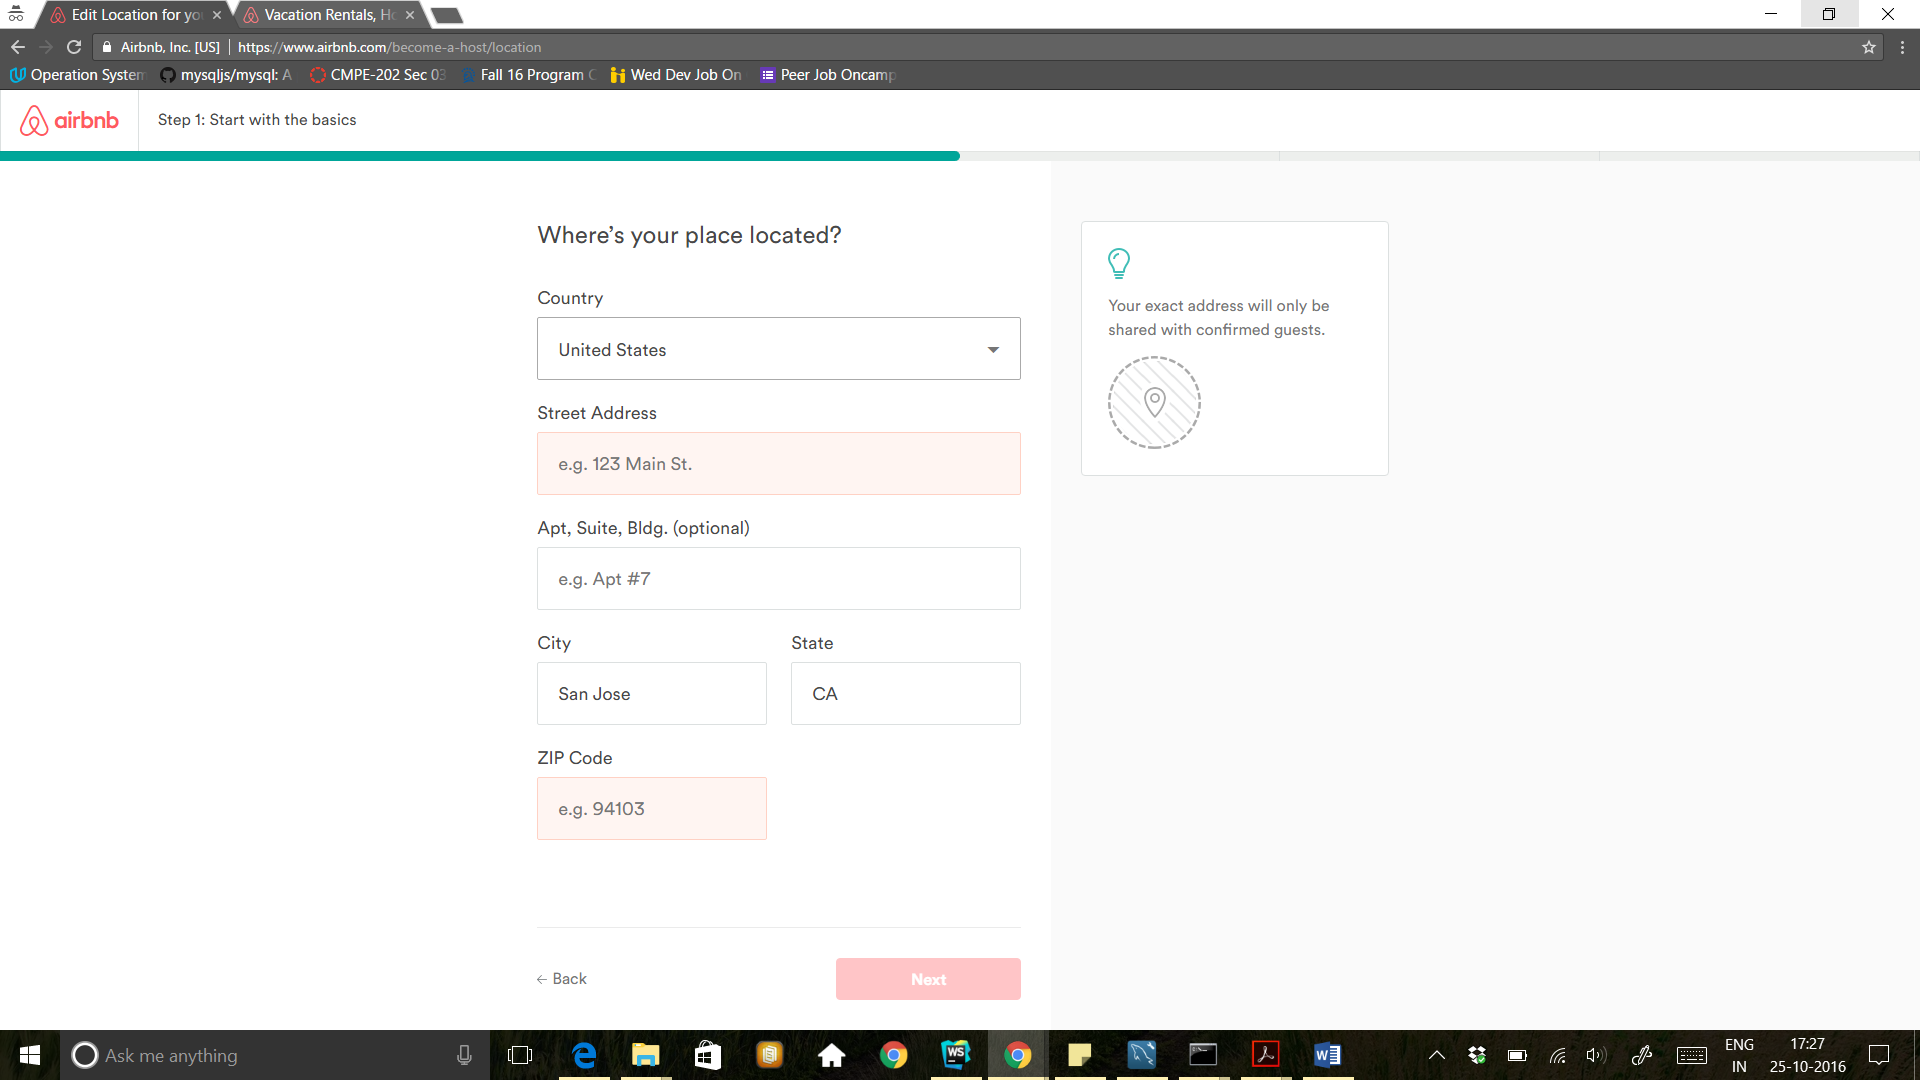 Edit Location for yo
Vacation Rentals, Ho
Airbnb, Inc. [US] https://www.airbnb.com/become-a-host/location
Operation System mysqljs/mysql: A CMPE-202 Sec 03 Fall 16 Program C Wed Dev Job On Peer Job Oncamp
airbnb
Step 1: Start with the basics
Where's your place located?
Country
United States
Street Address
e.g. 123 Main St.
Apt, Suite, Bldg. (optional)
e.g. Apt #7
City State
San Jose CA
ZIP Code
e.g. 94103
← Back Next
Your exact address will only be
shared with confirmed guests.
Ask me anything
WS
ENG
IN
17:27
25-10-2016